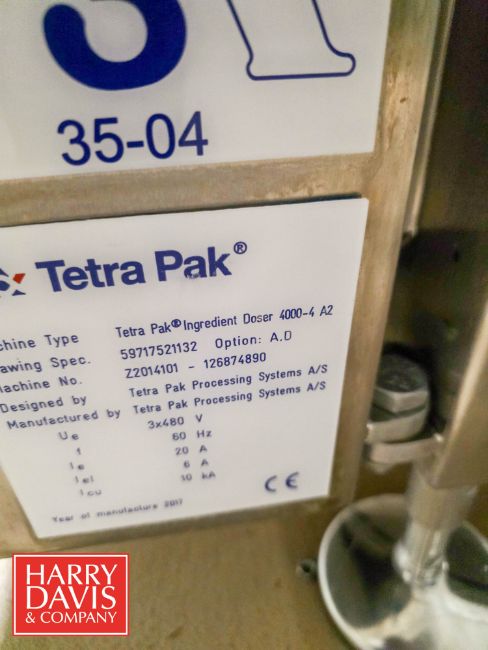 35-04
Tetra Pak®
chine Type Tetra Pak® Ingredient Doser 4000-4 A2
awing Spec. 59717521132 Option: A,D
achine No. Z2014101 - 126874890
Designed by Tetra Pak Processing Systems A/S
Manufactured by Tetra Pak Processing Systems A/S
Ue 3x480 V
f 60 Hz
Ie 20 A
Iel 6 A
Icu 10 kA
Year of manufacture 2017
CE
HARRY
DAVIS
& COMPANY